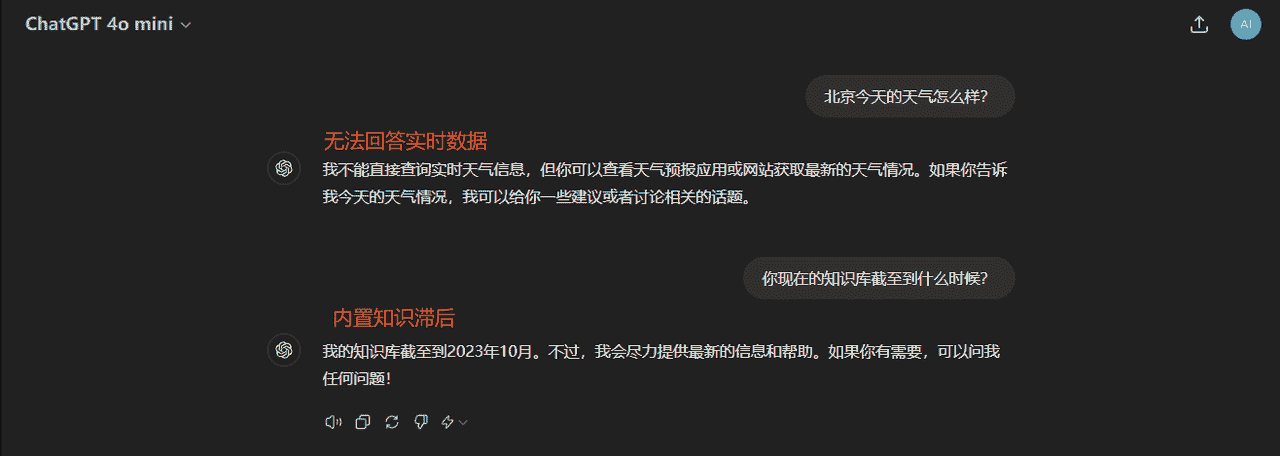 ChatGPT 4o mini
AI
北京今天的天气怎么样？
无法回答实时数据
我不能直接查询实时天气信息，但你可以查看天气预报应用或网站获取最新的天气情况。如果你告诉
我今天的天气情况，我可以给你一些建议或者讨论相关的话题。
你现在的知识库截至到什么时候？
内置知识滞后
我的知识库截至到2023年10月。不过，我会尽力提供最新的信息和帮助。如果你有需要，可以问我
任何问题！